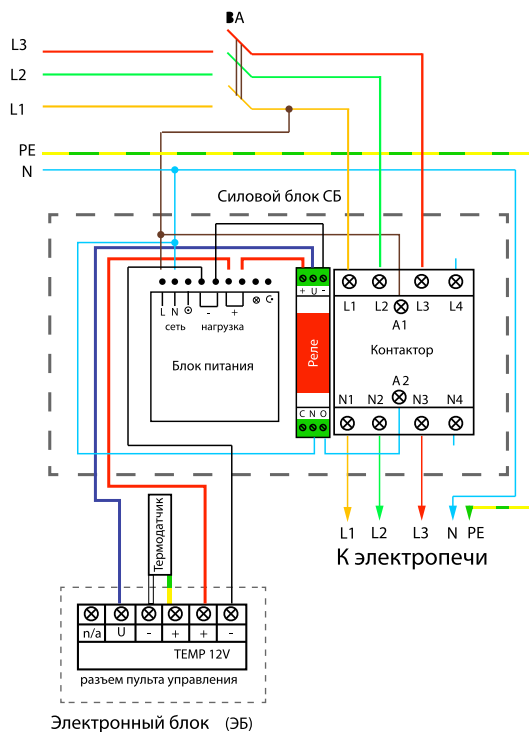 ВА
L3
L2
L1
PE
N
Силовой блок СБ
+ U -
L N
сеть
- +
нагрузка
Блок питания
Реле
L1 L2 L3 L4
A1
Контактор
A2
N1 N2 N3 N4
C N O
L1 L2 L3 N PE
К электропечи
Термодатчик
n/a U - + + -
TEMP 12V
разъем пульта управления
Электронный блок (ЭБ)